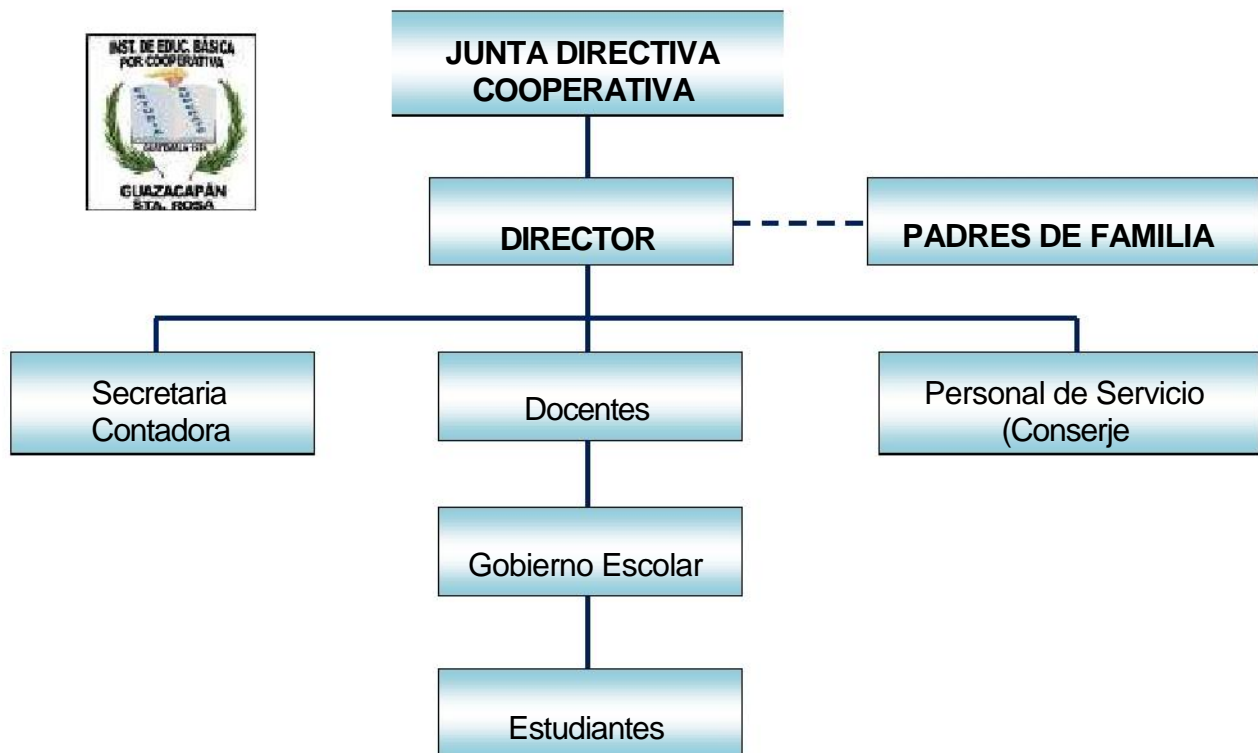 INST. DE EDUC. BÁSICA
POR COOPERATIVA
GUATEMALA
GUAZACAPÁN
STA. ROSA
JUNTA DIRECTIVA
COOPERATIVA
DIRECTOR
PADRES DE FAMILIA
Secretaria
Contadora
Docentes
Personal de Servicio
(Conserje
Gobierno Escolar
Estudiantes